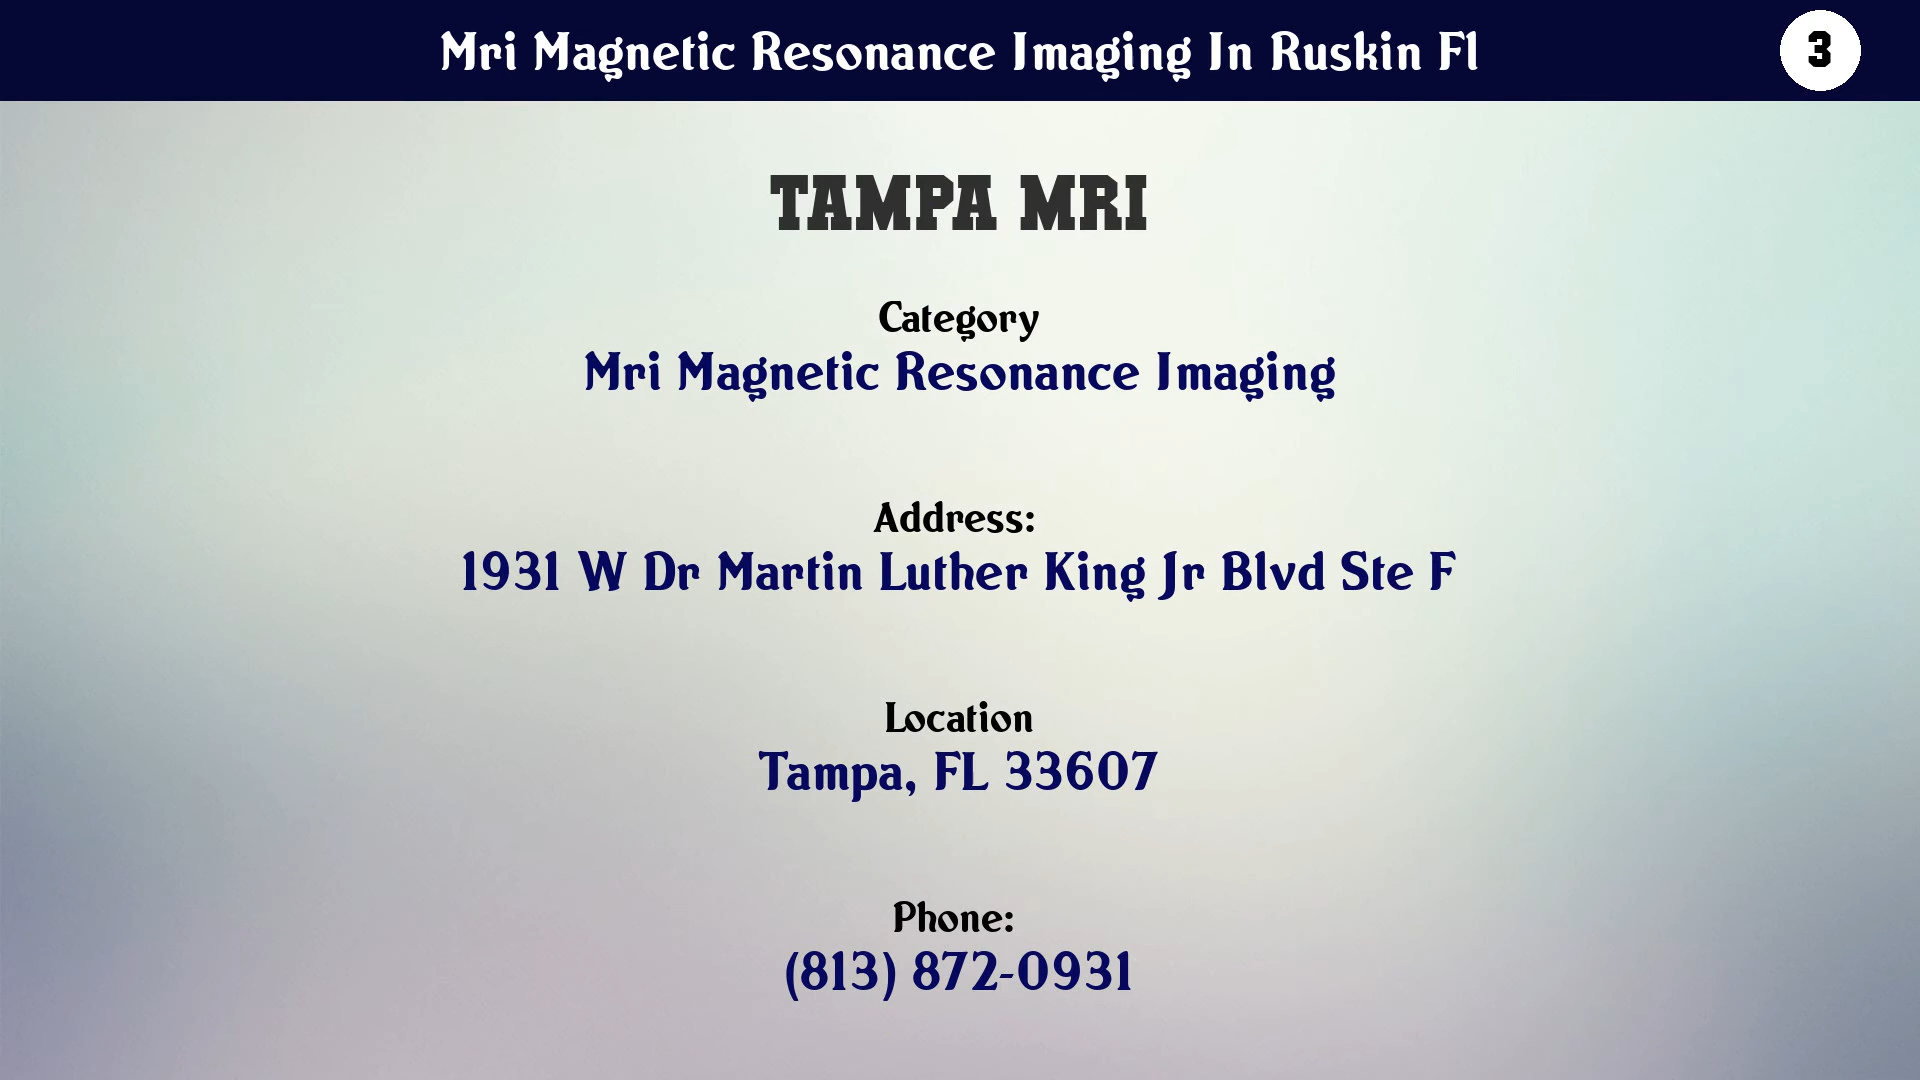 Mri Magnetic Resonance Imaging In Ruskin Fl
3
TAMPA MRI
Category
Mri Magnetic Resonance Imaging
Address:
1931 W Dr Martin Luther King Jr Blvd Ste F
Location
Tampa, FL 33607
Phone:
(813) 872-0931